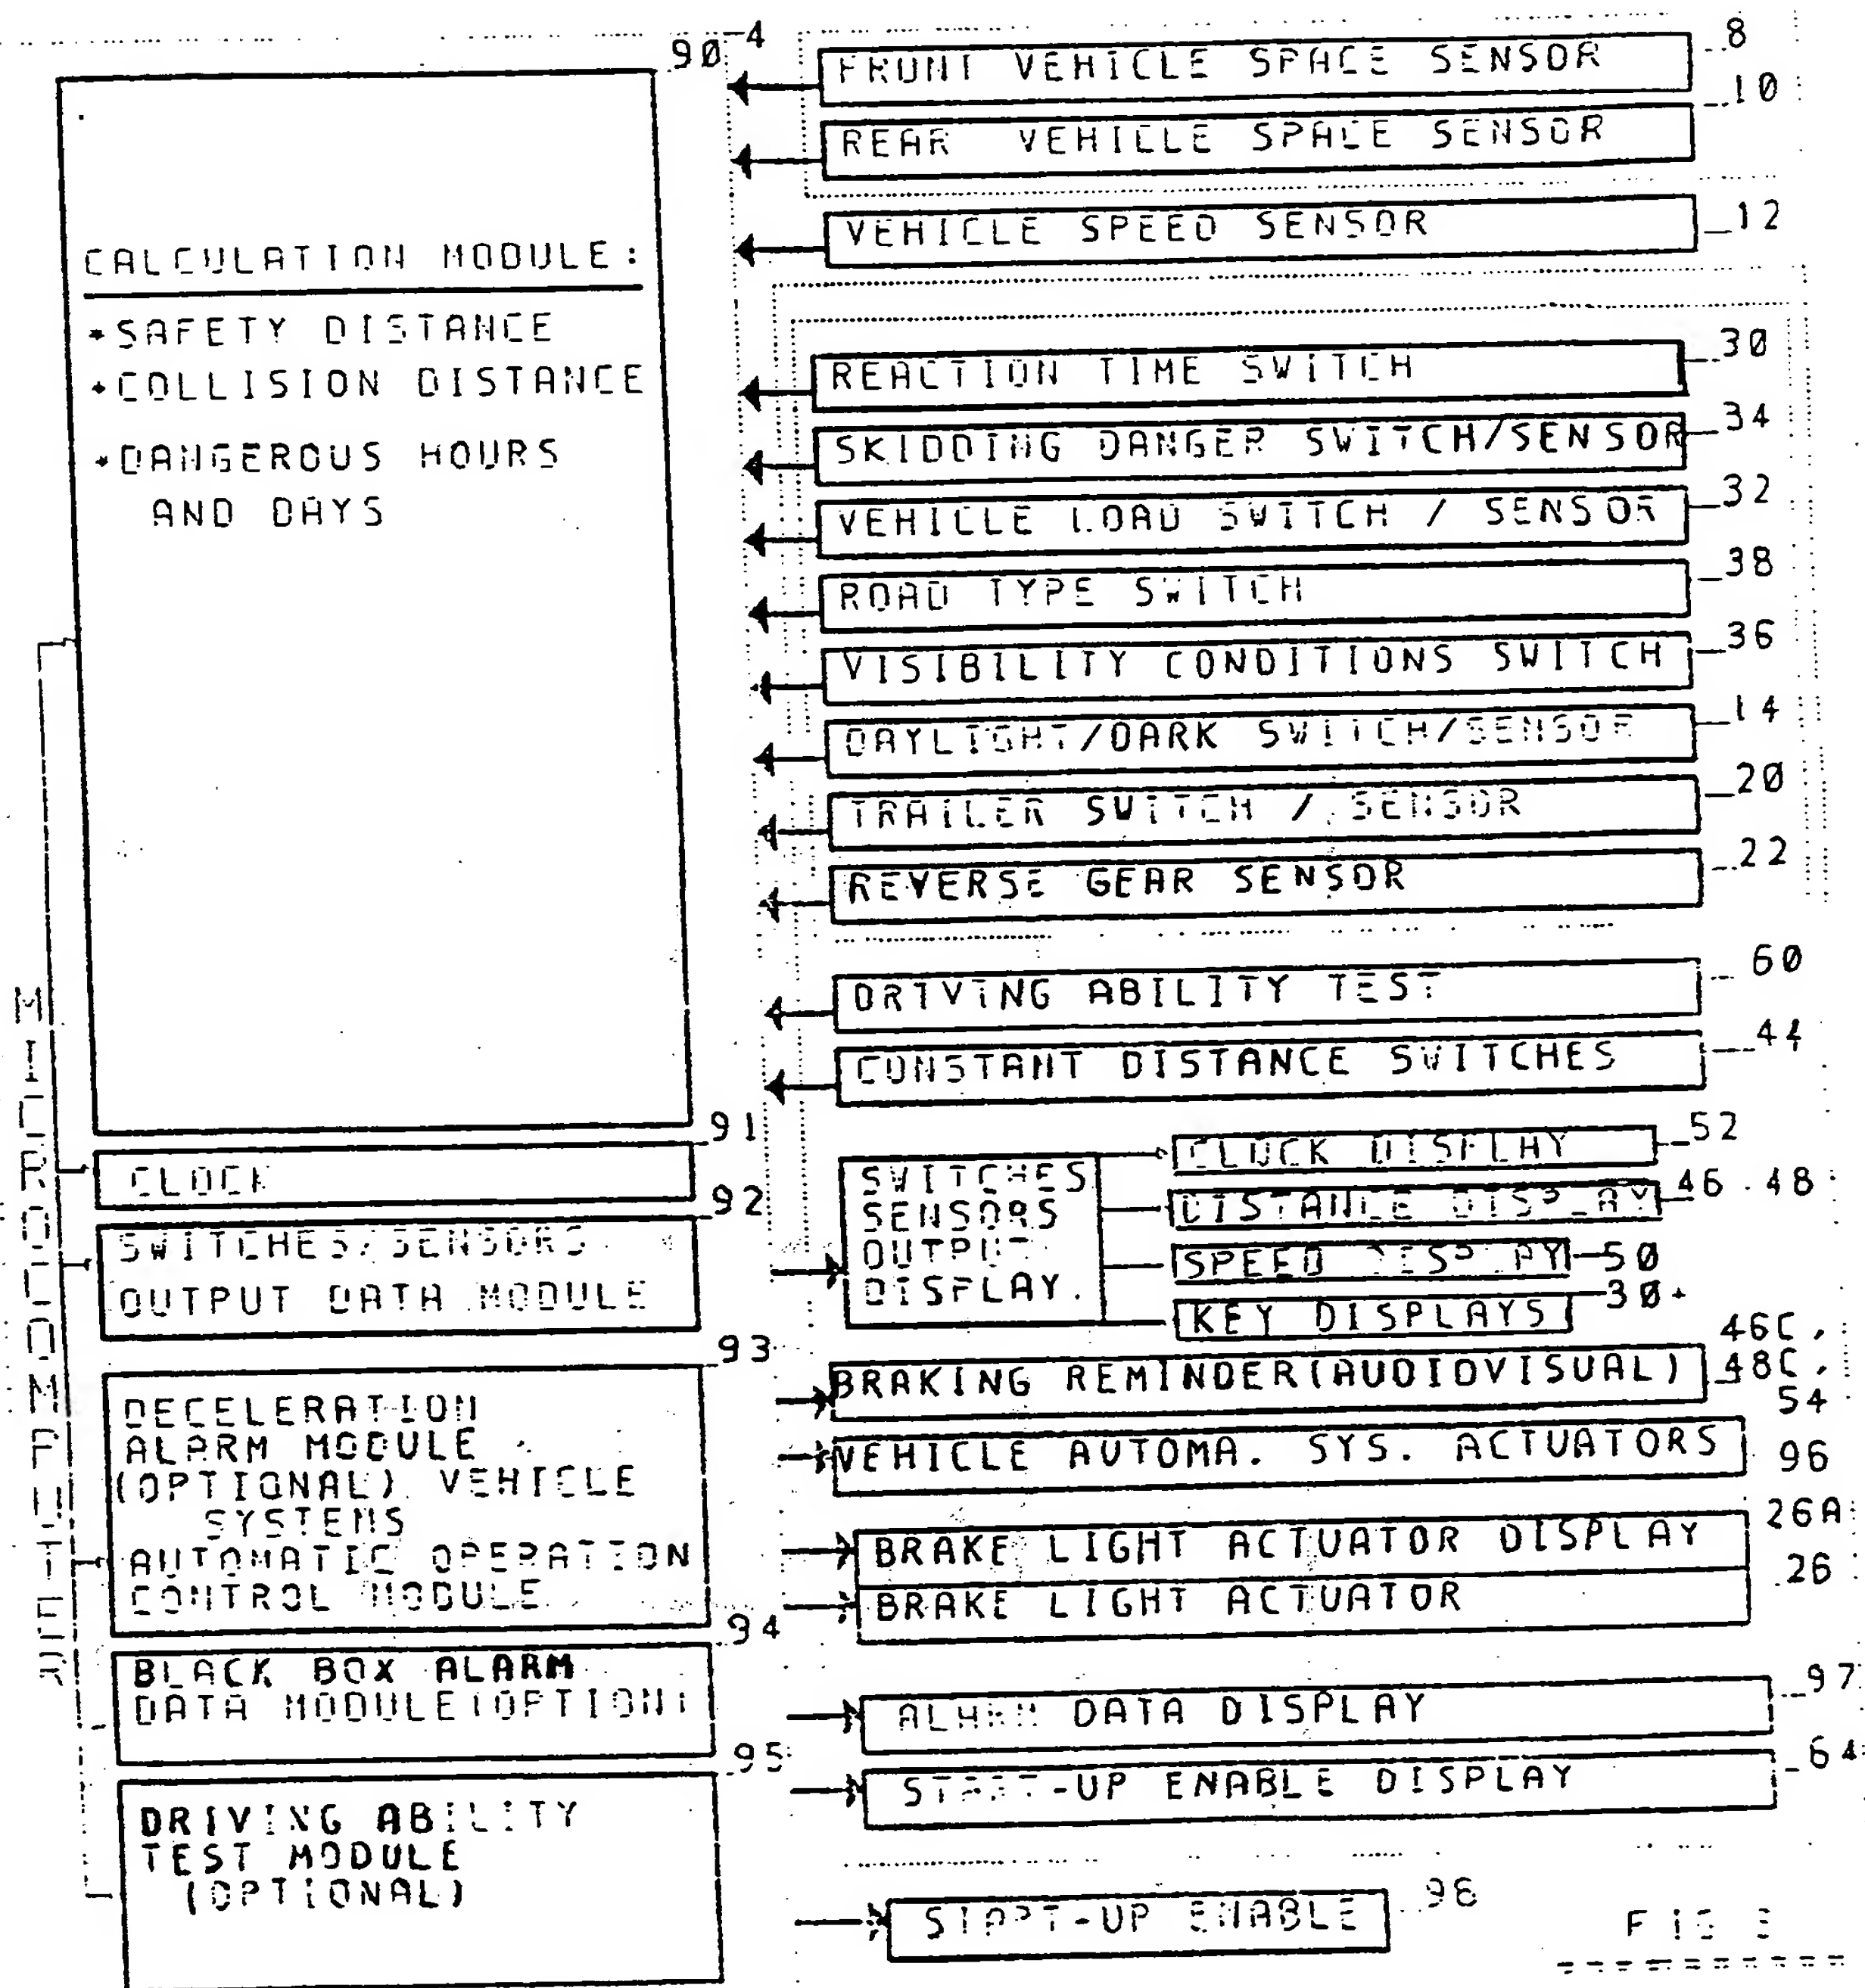 90 4
CALCULATION MODULE:
*SAFETY DISTANCE
*COLLISION DISTANCE
*DANGEROUS HOURS
AND DAYS
MICROCOMPUTER
91
CLOCK
92
SWITCHES/SENSORS
OUTPUT DATA MODULE
93
DECELERATION
ALARM MODULE
(OPTIONAL) VEHICLE
SYSTEMS
AUTOMATIC OPERATION
CONTROL MODULE
94
BLACK BOX ALARM
DATA MODULE(OPTION)
95
DRIVING ABILITY
TEST MODULE
(OPTIONAL)
FRONT VEHICLE SPACE SENSOR 8
REAR VEHICLE SPACE SENSOR 10
VEHICLE SPEED SENSOR 12
REACTION TIME SWITCH 30
SKIDDING DANGER SWITCH/SENSOR 34
VEHICLE LOAD SWITCH / SENSOR 32
ROAD TYPE SWITCH 38
VISIBILITY CONDITIONS SWITCH 36
DAYLIGHT/DARK SWITCH/SENSOR 14
TRAILER SWITCH / SENSOR 20
REVERSE GEAR SENSOR 22
DRIVING ABILITY TEST 60
CONSTANT DISTANCE SWITCHES 44
SWITCHES
SENSORS
OUTPUT
DISPLAY.
CLOCK DISPLAY 52
DISTANCE DISPLAY 46.48
SPEED DISPLAY 50
KEY DISPLAYS 30+
BRAKING REMINDER(AUDIOVISUAL) 46C, 48C, 54
VEHICLE AUTOMA. SYS. ACTUATORS 96
BRAKE LIGHT ACTUATOR DISPLAY 26A
BRAKE LIGHT ACTUATOR 26
ALARM DATA DISPLAY 97
START-UP ENABLE DISPLAY 64
START-UP ENABLE
FIG